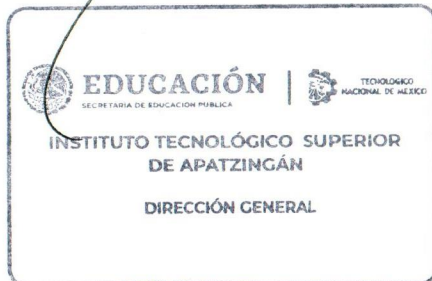 EDUCACIÓN
SECRETARÍA DE EDUCACIÓN PÚBLICA
TECNOLÓGICO
NACIONAL DE MÉXICO
INSTITUTO TECNOLÓGICO SUPERIOR
DE APATZINGÁN
DIRECCIÓN GENERAL